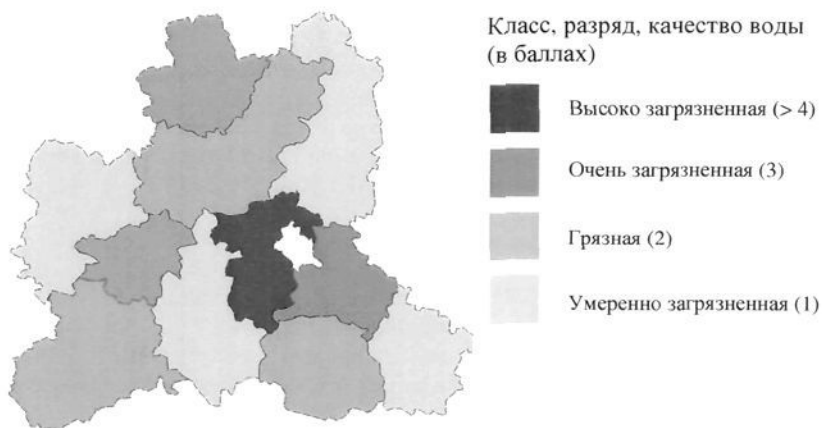 Класс, разряд, качество воды
(в баллах)
Высоко загрязненная (> 4)
Очень загрязненная (3)
Грязная (2)
Умеренно загрязненная (1)